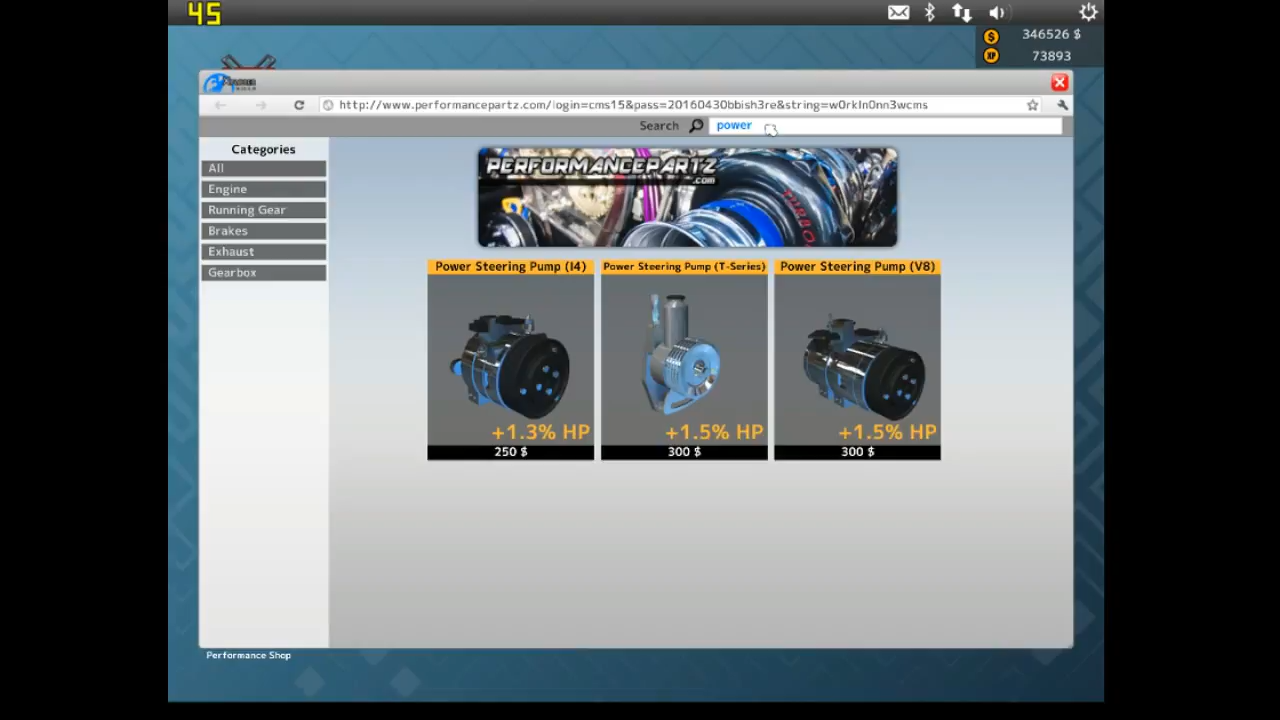 45
346526 $
73893
http://www.performancepartz.com/login=cms15&pass=20160430bbish3re&string=w0rkIn0nn3wcms
Search power
Categories
All
Engine
Running Gear
Brakes
Exhaust
Gearbox
PERFORMANCEPARTZ
.com
TURBO
Power Steering Pump (I4)
+1.3% HP
250 $
Power Steering Pump (T-Series)
+1.5% HP
300 $
Power Steering Pump (V8)
+1.5% HP
300 $
Performance Shop